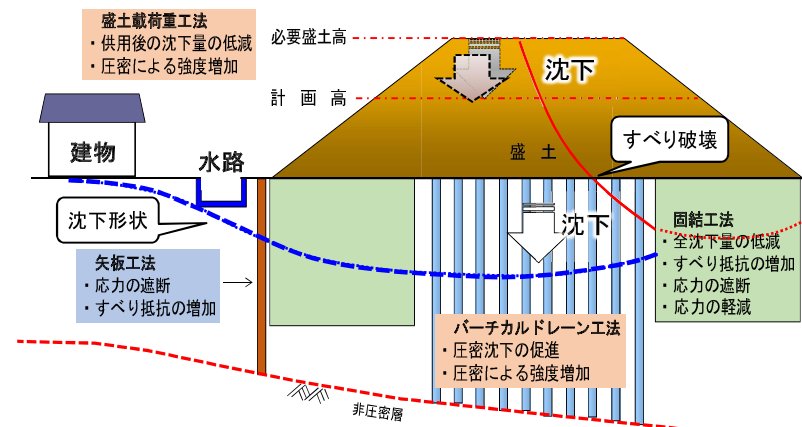 盛土載荷重工法
・供用後の沈下量の低減
・圧密による強度増加
必要盛土高
沈下
計画高
建物
水路
盛土
すべり破壊
沈下形状
沈下
固結工法
・全沈下量の低減
・すべり抵抗の増加
・応力の遮断
・応力の軽減
矢板工法
・応力の遮断
・すべり抵抗の増加
バーチカルドレーン工法
・圧密沈下の促進
・圧密による強度増加
非圧密層